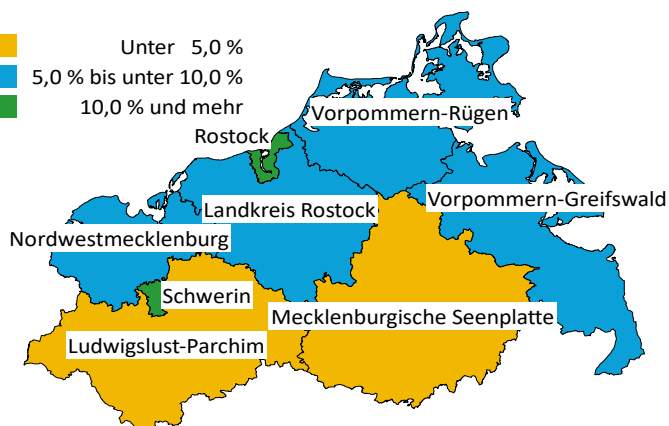 Unter 5,0 %
5,0 % bis unter 10,0 %
10,0 % und mehr
Vorpommern-Rügen
Rostock
Vorpommern-Greifswald
Landkreis Rostock
Nordwestmecklenburg
Schwerin
Mecklenburgische Seenplatte
Ludwigslust-Parchim